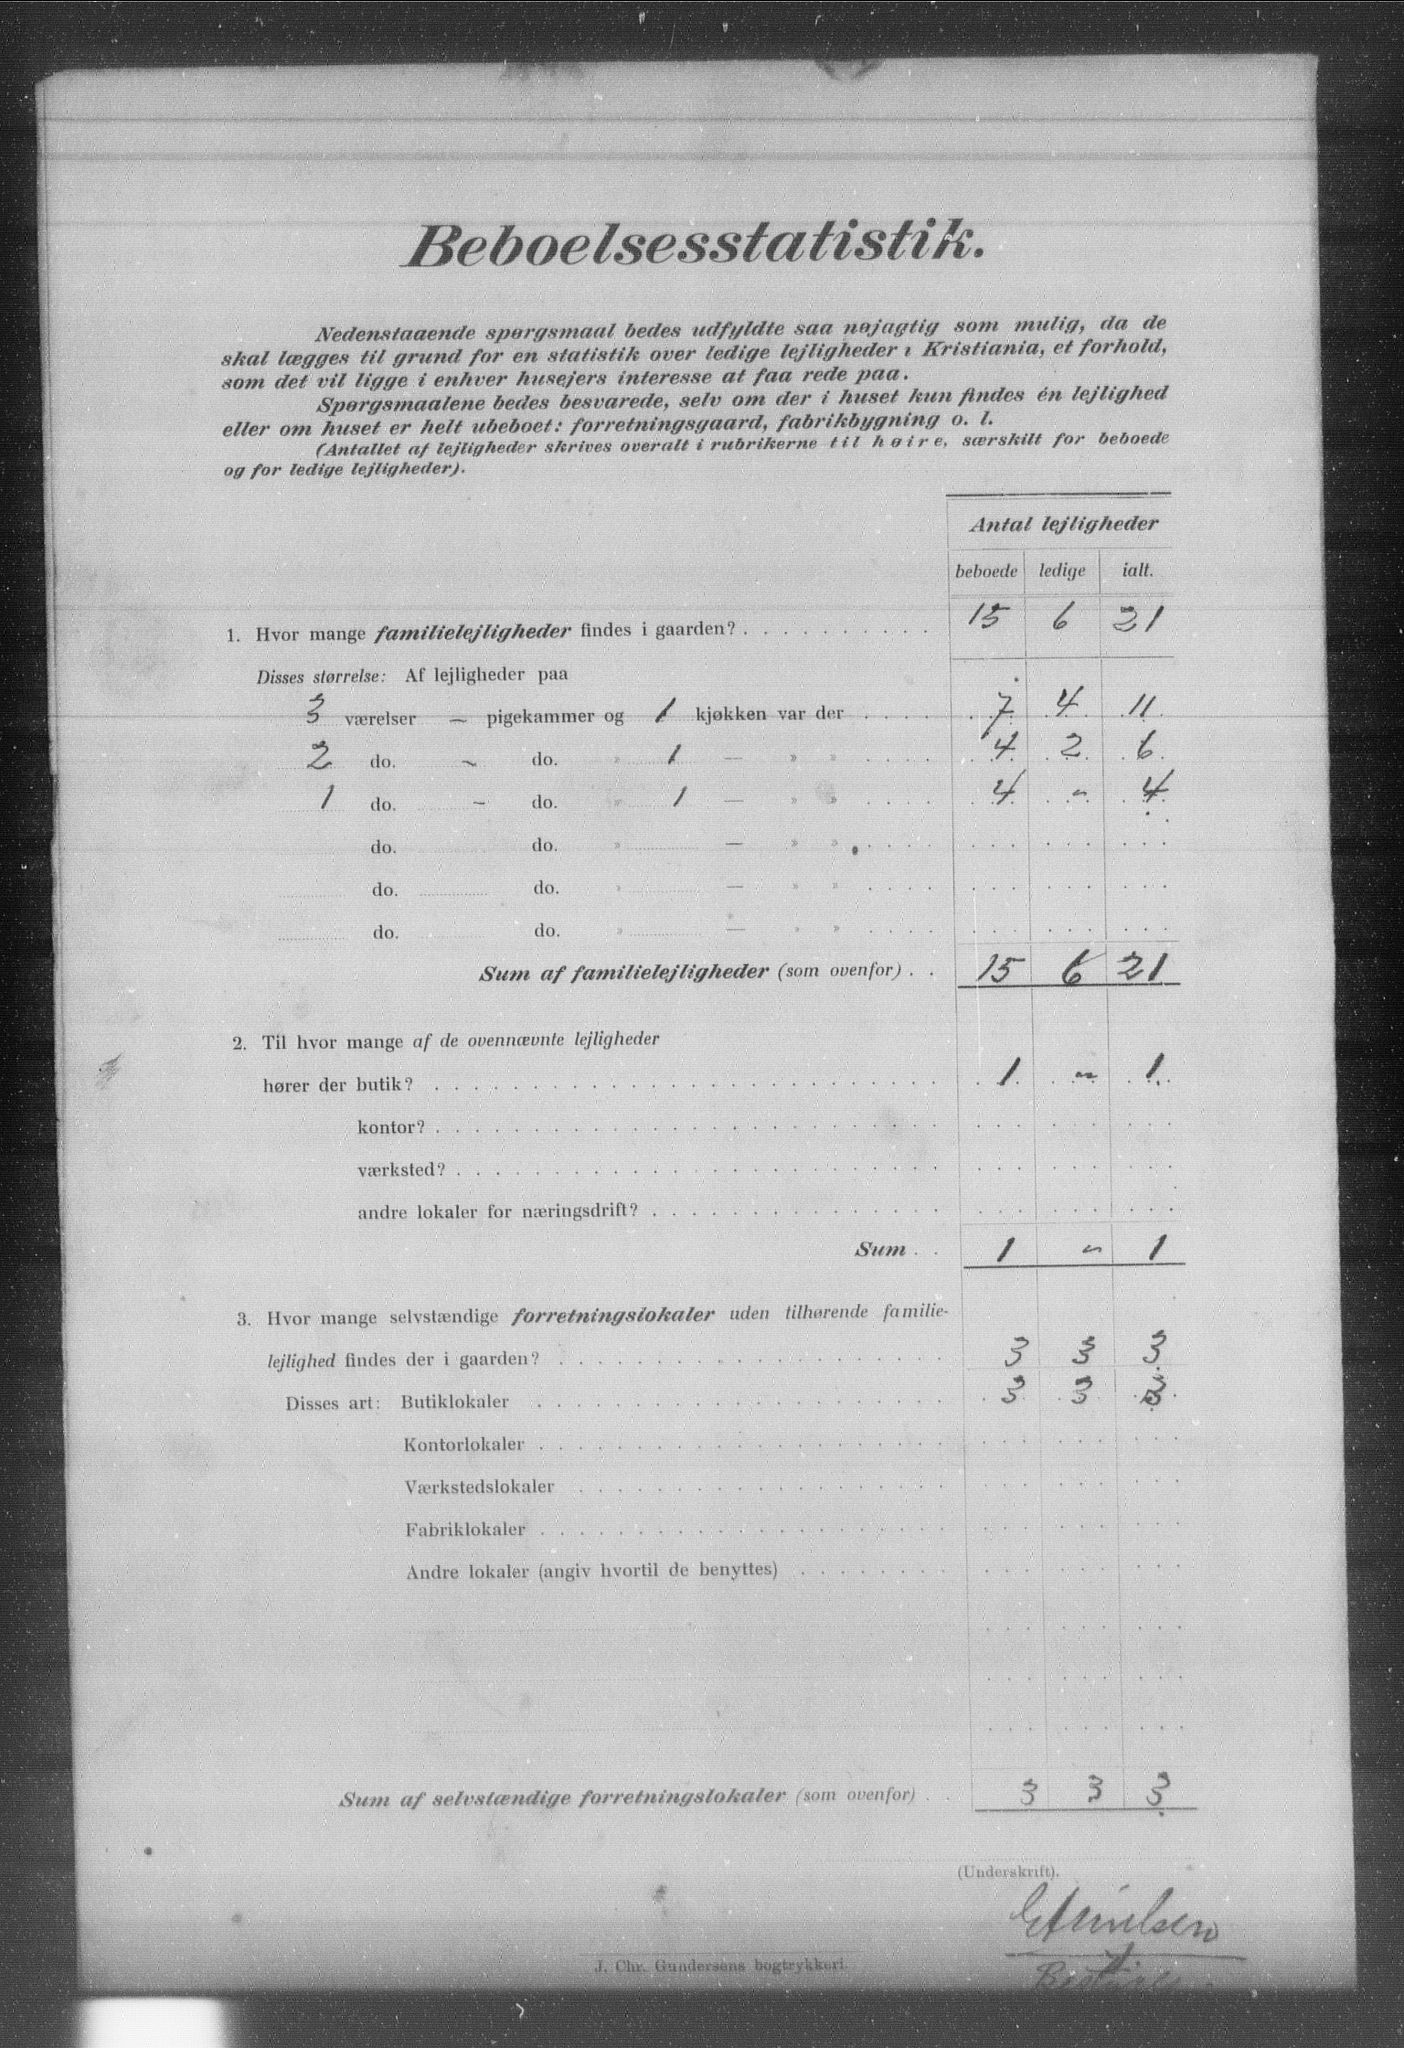 Beboelsesstatistik.
Nedenstaaende spørgsmaal bedes udfyldte saa nøjagtig som mulig, da de
skal lægges til grund for en statistik over ledige lejligheder i Kristiania, et forhold,
som det vil ligge i enhver husejers interesse at faa rede paa.
Spørgsmaalene bedes besvarede, selv om der i huset kun findes én lejlighed
eller om huset er helt ubeboet: forretningsgaard, fabrikbygning o. l.
(Antallet af lejligheder skrives overalt i rubrikerne til høire, særskilt for beboede
og for ledige lejligheder).
Antal lejligheder
beboede ledige ialt.
1. Hvor mange familielejligheder findes i gaarden? . . . . . . . . . . 15 6 21
Disses størrelse: Af lejligheder paa
3 værelser – pigekammer og 1 kjøkken var der . . . . . 7 4 11
2 do. – do. » 1 — » » . . . . . 4 2 6
1 do. – do. » 1 — » » . . . . . 4 – 4
do. do. » — » » . . . . .
do. do. » — » » . . . . .
do. do. » — » » . . . . .
Sum af familielejligheder (som ovenfor) . . 15 6 21
2. Til hvor mange af de ovennævnte lejligheder
hører der butik? . . . . . . . . . . 1 – 1
kontor? . . . . . . . . . .
værksted? . . . . . . . . . .
andre lokaler for næringsdrift? . . . . . . . . . .
Sum . . 1 – 1
3. Hvor mange selvstændige forretningslokaler uden tilhørende familie-
lejlighed findes der i gaarden? . . . . . . . . . . 3 3 3
Disses art: Butiklokaler . . . . . . . . . . 3 3 3
Kontorlokaler . . . . . . . . . .
Værkstedslokaler . . . . . . . . . .
Fabriklokaler . . . . . . . . . .
Andre lokaler (angiv hvortil de benyttes) . . . . . . . .
Sum af selvstændige forretningslokaler (som ovenfor) . . 3 3 3
(Underskrift).
J. Chr. Gundersens bogtrykkeri.